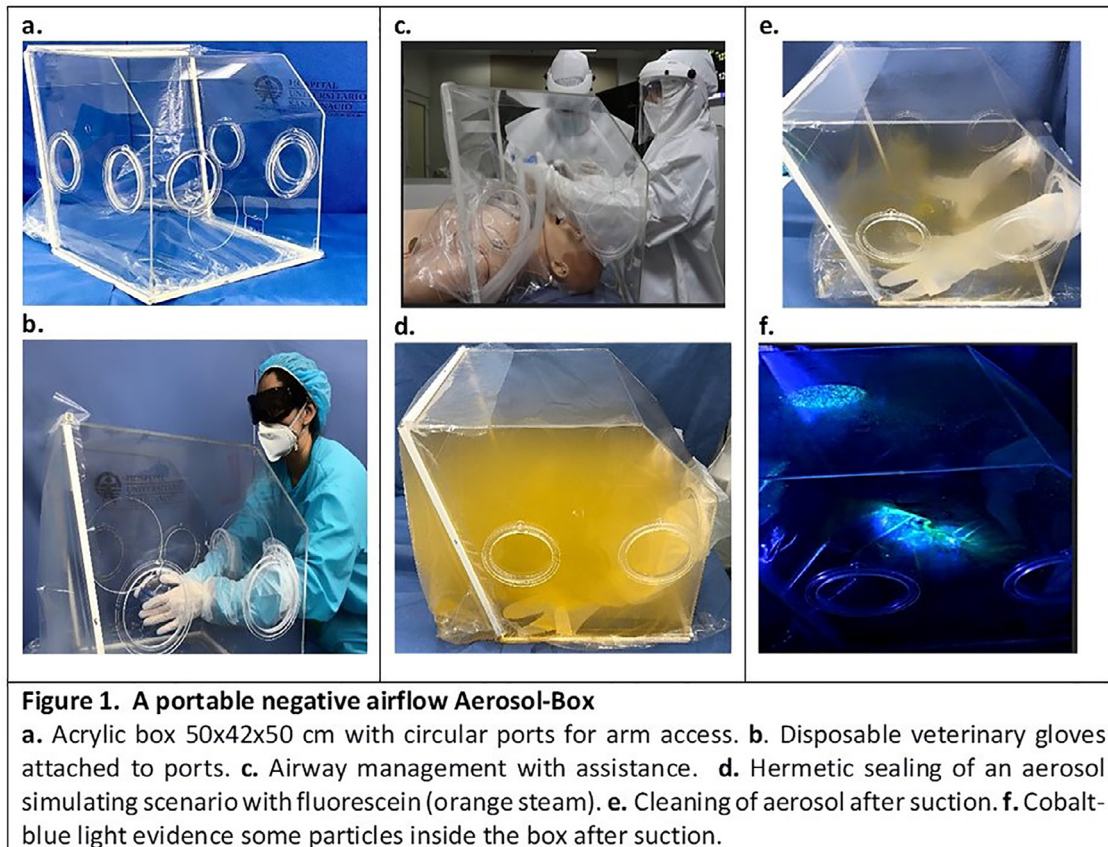 a.
HOSPITAL
UNIVERSITARIO
SAN IGNACIO
b.
HOSPITAL
UNIVERSITARIO
c.
d.
e.
f.
Figure 1. A portable negative airflow Aerosol-Box
a. Acrylic box 50x42x50 cm with circular ports for arm access. b. Disposable veterinary gloves
attached to ports. c. Airway management with assistance. d. Hermetic sealing of an aerosol
simulating scenario with fluorescein (orange steam). e. Cleaning of aerosol after suction. f. Cobalt-
blue light evidence some particles inside the box after suction.